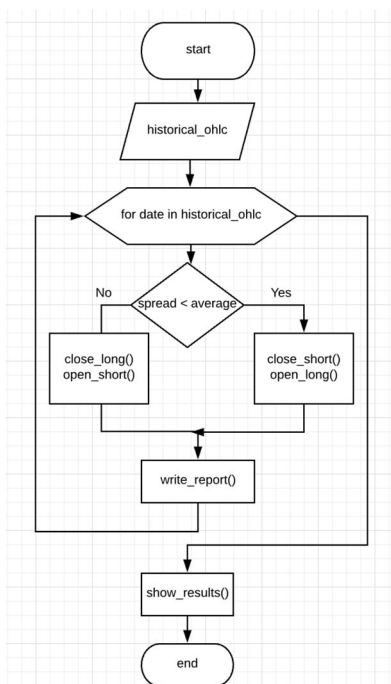 start
historical_ohlc
for date in historical_ohlc
spread < average
No
Yes
close_long()
open_short()
close_short()
open_long()
write_report()
show_results()
end